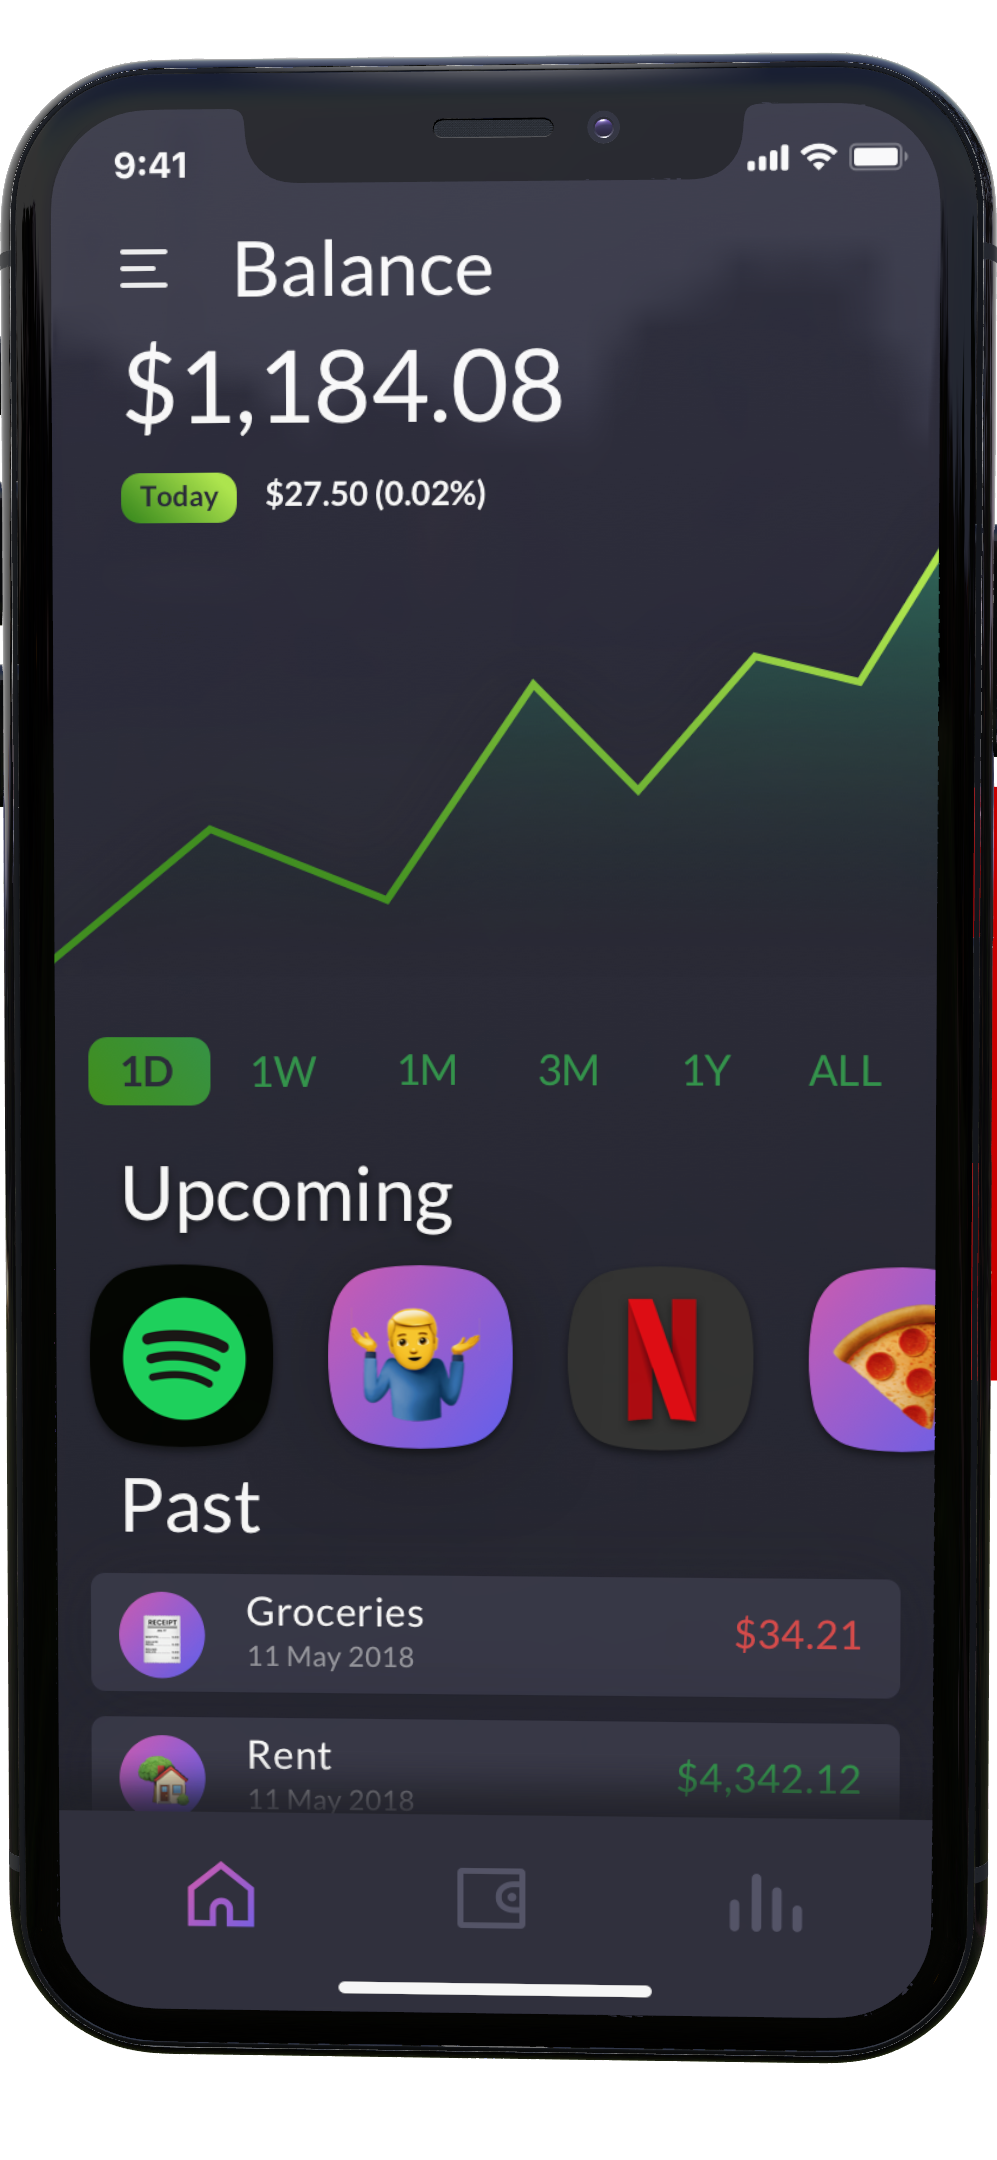 9:41
Balance
$1,184.08
Today $27.50 (0.02%)
1D 1W 1M 3M 1Y ALL
Upcoming
N
Past
RECEIPT
Groceries
11 May 2018
$34.21
Rent
11 May 2018
$4,342.12